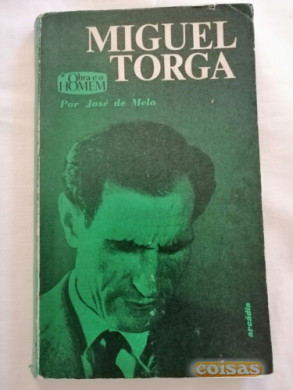 MIGUEL
TORGA
a Obra e o
HOMEM
Por José de Melo
arcádia
coisas